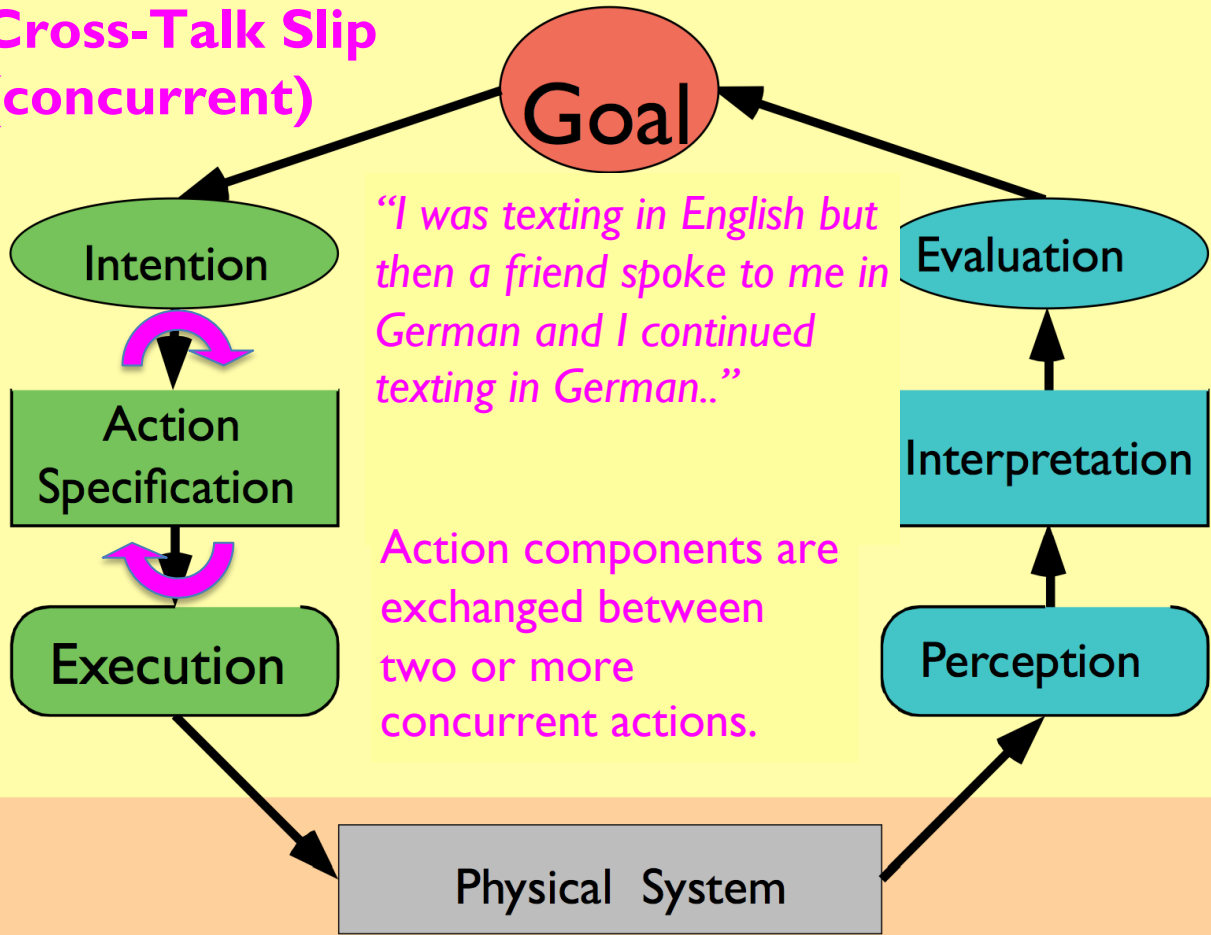 Cross-Talk Slip
(concurrent)
Goal
Intention
Action
Specification
Execution
“I was texting in English but
then a friend spoke to me in
German and I continued
texting in German..”
Action components are
exchanged between
two or more
concurrent actions.
Evaluation
Interpretation
Perception
Physical System